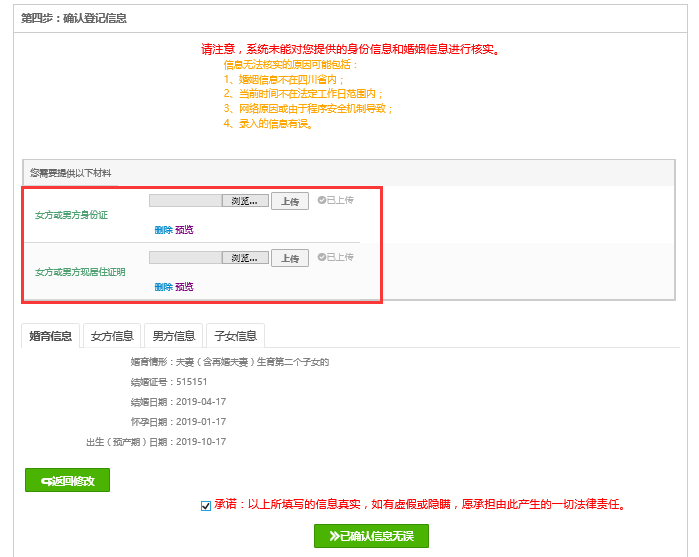 第四步：确认登记信息
请注意，系统未能对您提供的身份信息和婚姻信息进行核实。
信息无法核实的原因可能包括：
1、婚姻信息不在四川省内；
2、当前时间不在法定工作日范围内；
3、网络原因或由于程序安全机制导致；
4、录入的信息有误。
您需要提供以下材料
女方或男方身份证 浏览... 上传 已上传
删除 预览
女方或男方现居住证明 浏览... 上传 已上传
删除 预览
婚育信息 女方信息 男方信息 子女信息
婚育情形：夫妻（含再婚夫妻）生育第二个子女的
结婚证号：515151
结婚日期：2019-04-17
怀孕日期：2019-01-17
出生（预产期）日期：2019-10-17
返回修改
承诺：以上所填写的信息真实，如有虚假或隐瞒，愿承担由此产生的一切法律责任。
已确认信息无误